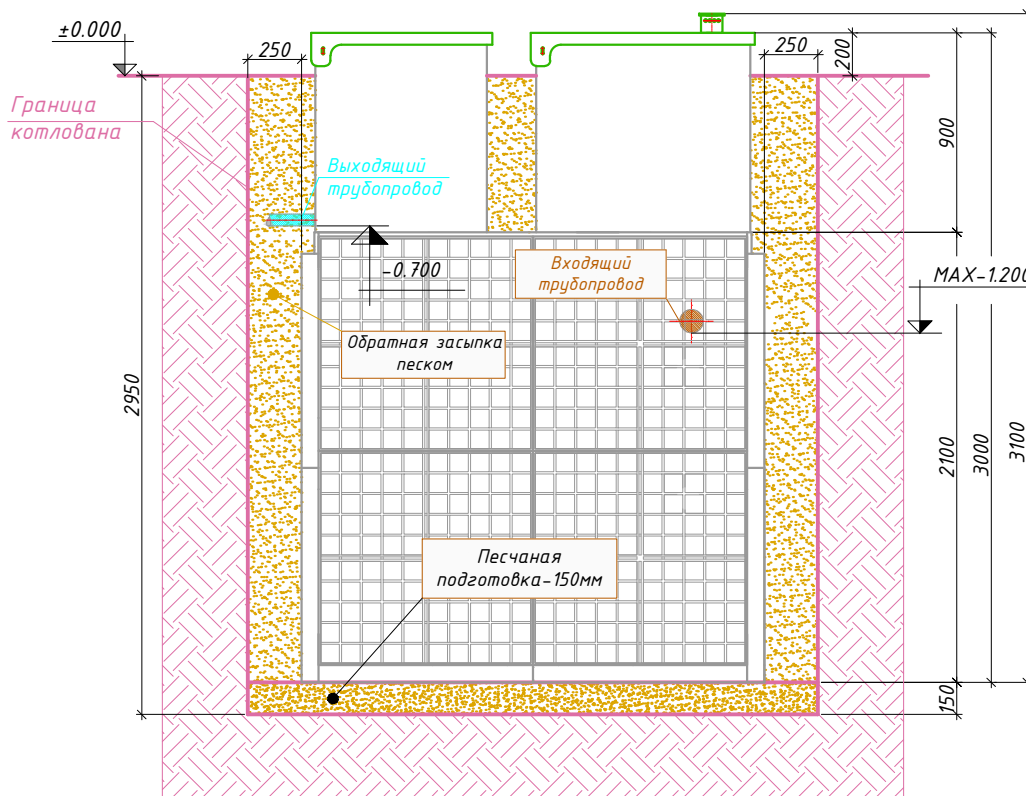 ±0.000
250
250
200
Граница
котлована
900
Выходящий
трубопровод
-0.700
Входящий
трубопровод
MAX-1.200
Обратная засыпка
песком
2950
2100
3000
3100
Песчаная
подготовка-150мм
150